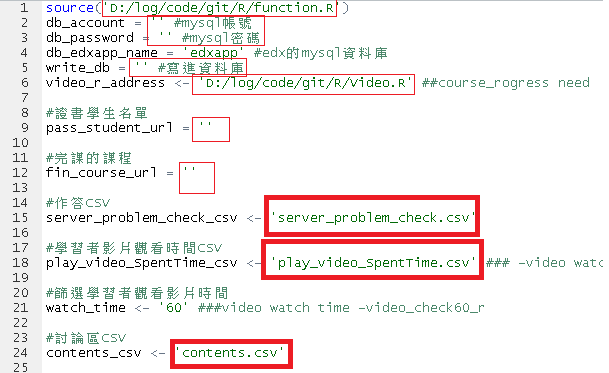 1 source('D:/log/code/git/R/function.R')
2 db_account = '' #mysql帳號
3 db_password = '' #mysql密碼
4 db_edxapp_name = 'edxapp' #edx的mysql資料庫
5 write_db = '' #寫進資料庫
6 video_r_address <- 'D:/log/code/git/R/Video.R' ##course_rogress need
7
8 #證書學生名單
9 pass_student_url = ''
10
11 #完課的課程
12 fin_course_url = ''
13
14 #作答CSV
15 server_problem_check_csv <- 'server_problem_check.csv'
16
17 #學習者影片觀看時間CSV
18 play_video_SpentTime_csv <- 'play_video_SpentTime.csv' ### -video wat
19
20 #篩選學習者觀看影片時間
21 watch_time <- '60' ###video watch time -video_check60_r
22
23 #討論區CSV
24 contents_csv <- 'contents.csv'
25